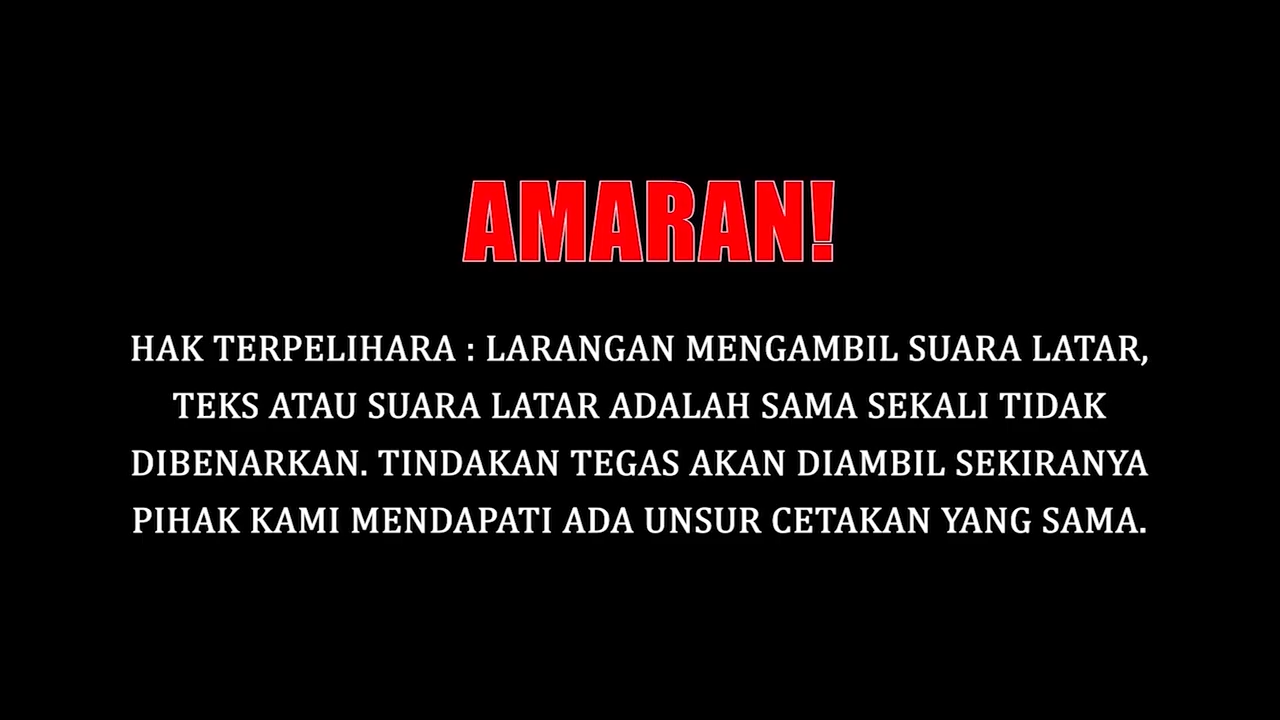 AMARAN!
HAK TERPELIHARA : LARANGAN MENGAMBIL SUARA LATAR,
TEKS ATAU SUARA LATAR ADALAH SAMA SEKALI TIDAK
DIBENARKAN. TINDAKAN TEGAS AKAN DIAMBIL SEKIRANYA
PIHAK KAMI MENDAPATI ADA UNSUR CETAKAN YANG SAMA.